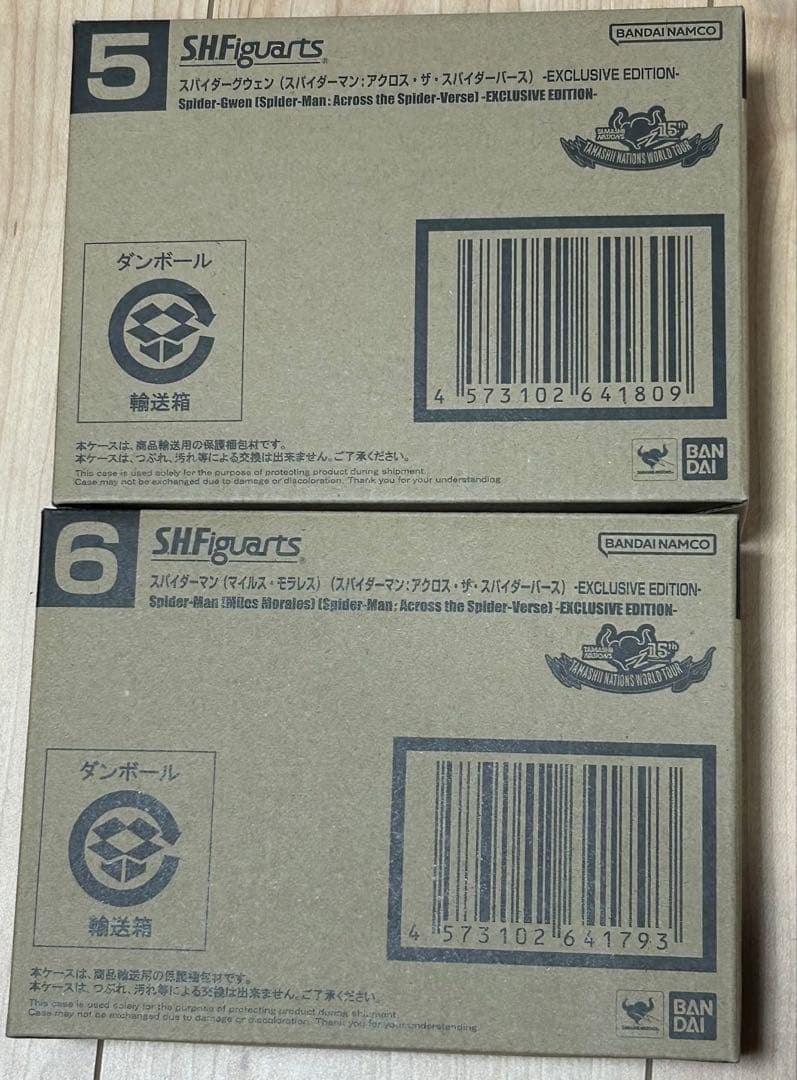 5
S.H.Figuarts
BANDAI NAMCO
スパイダーグウェン (スパイダーマン:アクロス・ザ・スパイダーバース) -EXCLUSIVE EDITION-
Spider-Gwen (Spider-Man: Across the Spider-Verse) -EXCLUSIVE EDITION-
TAMASHII NATIONS 15th
TAMASHII NATIONS WORLD TOUR
ダンボール
輸送箱
4 573102 641809
本ケースは、商品輸送用の保護梱包材です。
本ケースは、つぶれ、汚れ等による交換は出来ません。ご了承ください。
This case is used solely for the purpose of protecting product during shipment.
Case may not be exchanged due to damage or discoloration. Thank you for your understanding
BAN
DAI
6
S.H.Figuarts
BANDAI NAMCO
スパイダーマン (マイルス・モラレス) (スパイダーマン:アクロス・ザ・スパイダーバース) -EXCLUSIVE EDITION-
Spider-Man (Miles Morales) (Spider-Man: Across the Spider-Verse) -EXCLUSIVE EDITION-
TAMASHII NATIONS 15th
TAMASHII NATIONS WORLD TOUR
ダンボール
輸送箱
4 573102 641793
本ケースは、商品輸送用の保護梱包材です。
本ケースは、つぶれ、汚れ等による交換は出来ません。ご了承ください。
This case is used solely for the purpose of protecting product during shipment.
Case may not be exchanged due to damage or discoloration. Thank you for your understanding
BAN
DAI